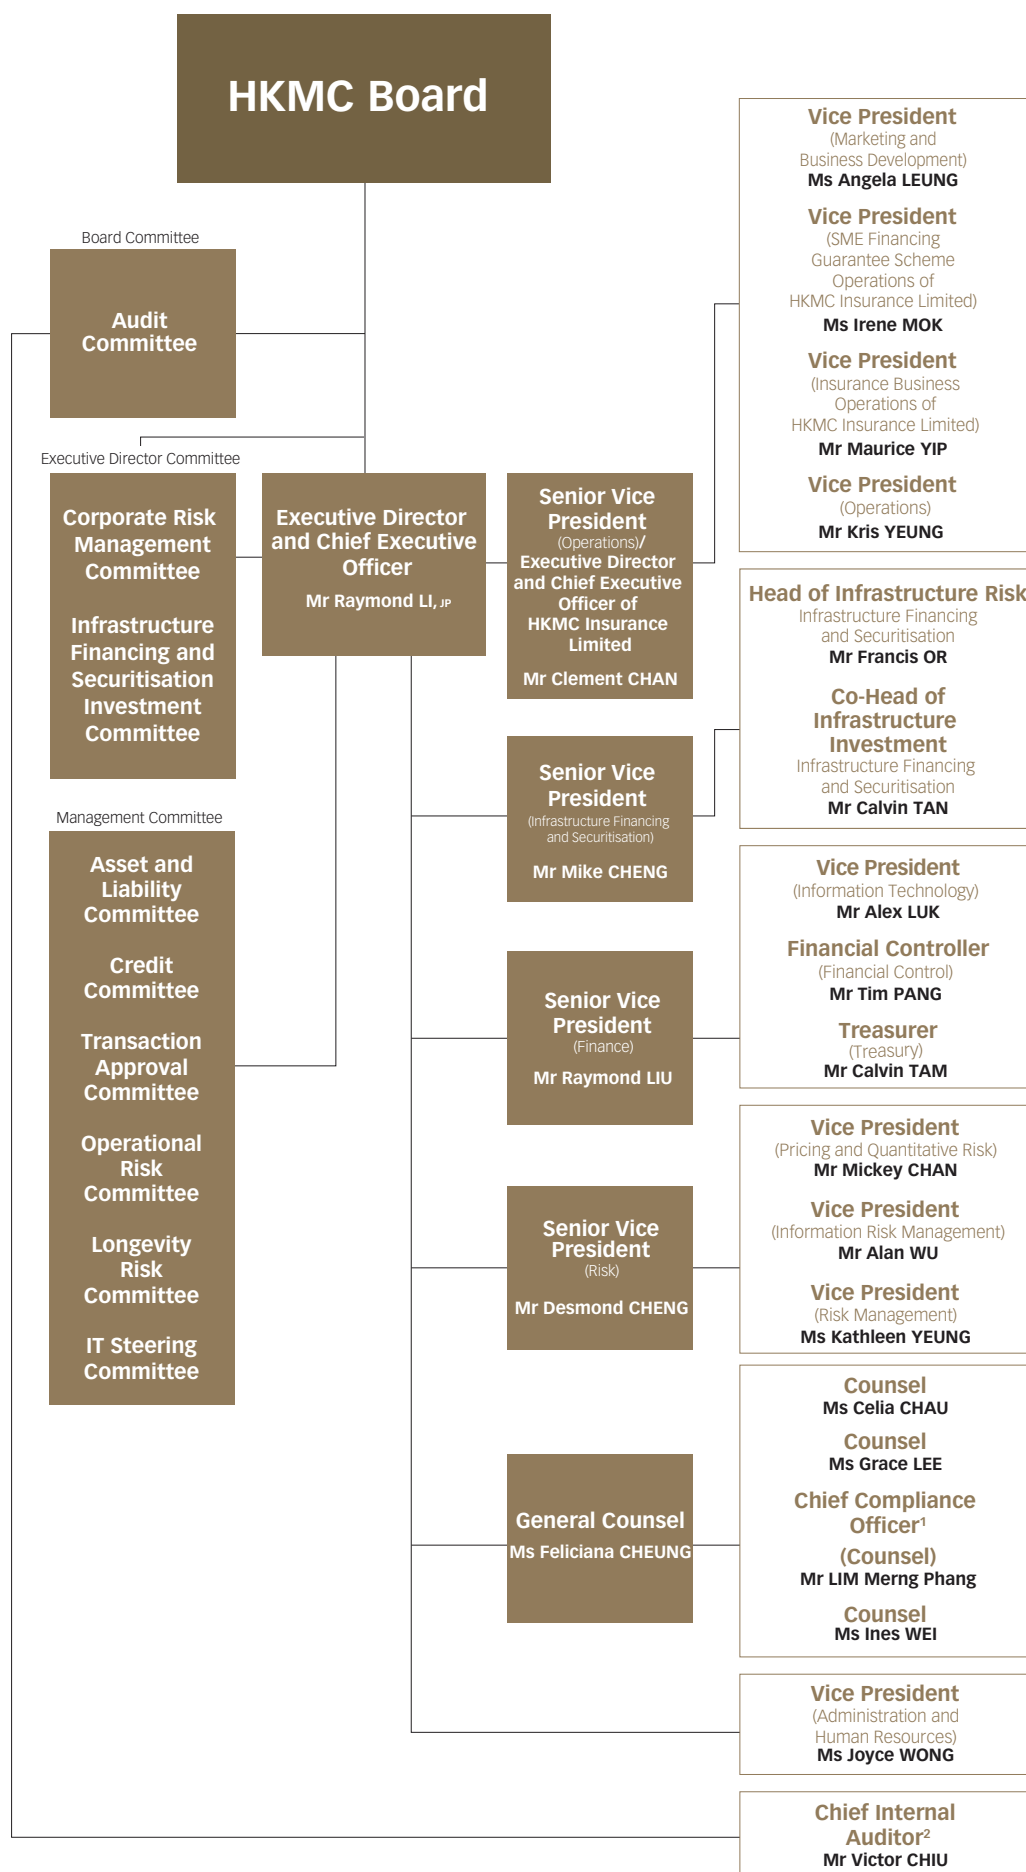 HKMC Board
Board Committee
Audit
Committee
Executive Director Committee
Corporate Risk
Management
Committee
Infrastructure
Financing and
Securitisation
Investment
Committee
Management Committee
Asset and
Liability
Committee
Credit
Committee
Transaction
Approval
Committee
Operational
Risk
Committee
Longevity
Risk
Committee
IT Steering
Committee
Executive Director
and Chief Executive
Officer
Mr Raymond LI, JP
Senior Vice
President
(Operations)/
Executive Director
and Chief Executive
Officer of
HKMC Insurance
Limited
Mr Clement CHAN
Senior Vice
President
(Infrastructure Financing
and Securitisation)
Mr Mike CHENG
Senior Vice
President
(Finance)
Mr Raymond LIU
Senior Vice
President
(Risk)
Mr Desmond CHENG
General Counsel
Ms Feliciana CHEUNG
Vice President
(Marketing and
Business Development)
Ms Angela LEUNG
Vice President
(SME Financing
Guarantee Scheme
Operations of
HKMC Insurance Limited)
Ms Irene MOK
Vice President
(Insurance Business
Operations of
HKMC Insurance Limited)
Mr Maurice YIP
Vice President
(Operations)
Mr Kris YEUNG
Head of Infrastructure Risk
Infrastructure Financing
and Securitisation
Mr Francis OR
Co-Head of
Infrastructure
Investment
Infrastructure Financing
and Securitisation
Mr Calvin TAN
Vice President
(Information Technology)
Mr Alex LUK
Financial Controller
(Financial Control)
Mr Tim PANG
Treasurer
(Treasury)
Mr Calvin TAM
Vice President
(Pricing and Quantitative Risk)
Mr Mickey CHAN
Vice President
(Information Risk Management)
Mr Alan WU
Vice President
(Risk Management)
Ms Kathleen YEUNG
Counsel
Ms Celia CHAU
Counsel
Ms Grace LEE
Chief Compliance
Officer¹
(Counsel)
Mr LIM Merng Phang
Counsel
Ms Ines WEI
Vice President
(Administration and
Human Resources)
Ms Joyce WONG
Chief Internal
Auditor²
Mr Victor CHIU